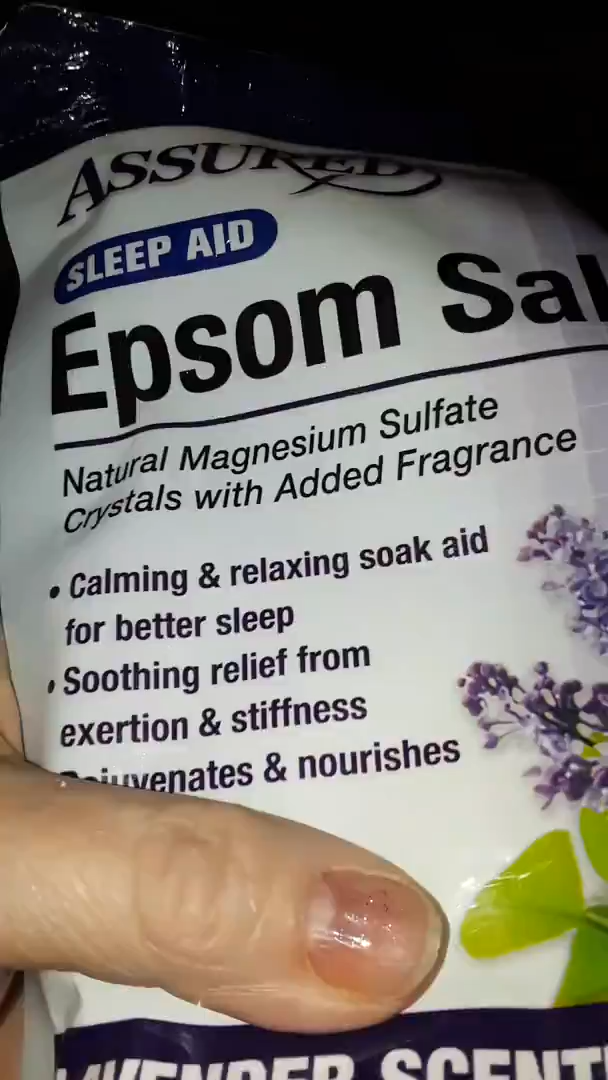 ASSURED
SLEEP AID
Epsom Sal
Natural Magnesium Sulfate
Crystals with Added Fragrance
• Calming & relaxing soak aid
for better sleep
• Soothing relief from
exertion & stiffness
Rejuvenates & nourishes
LAVENDER SCENT